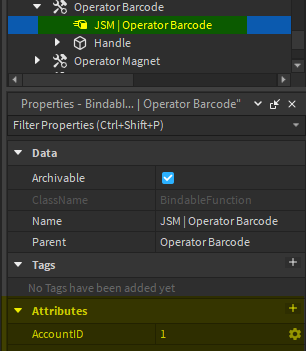 Operator Barcode
JSM | Operator Barcode
Handle
Operator Magnet
Properties - Bindabl... | Operator Barcode"
Filter Properties (Ctrl+Shift+P)
Data
Archivable
ClassName BindableFunction
Name JSM | Operator Barcode
Parent Operator Barcode
Tags
No Tags have been added yet
Attributes
AccountID 1